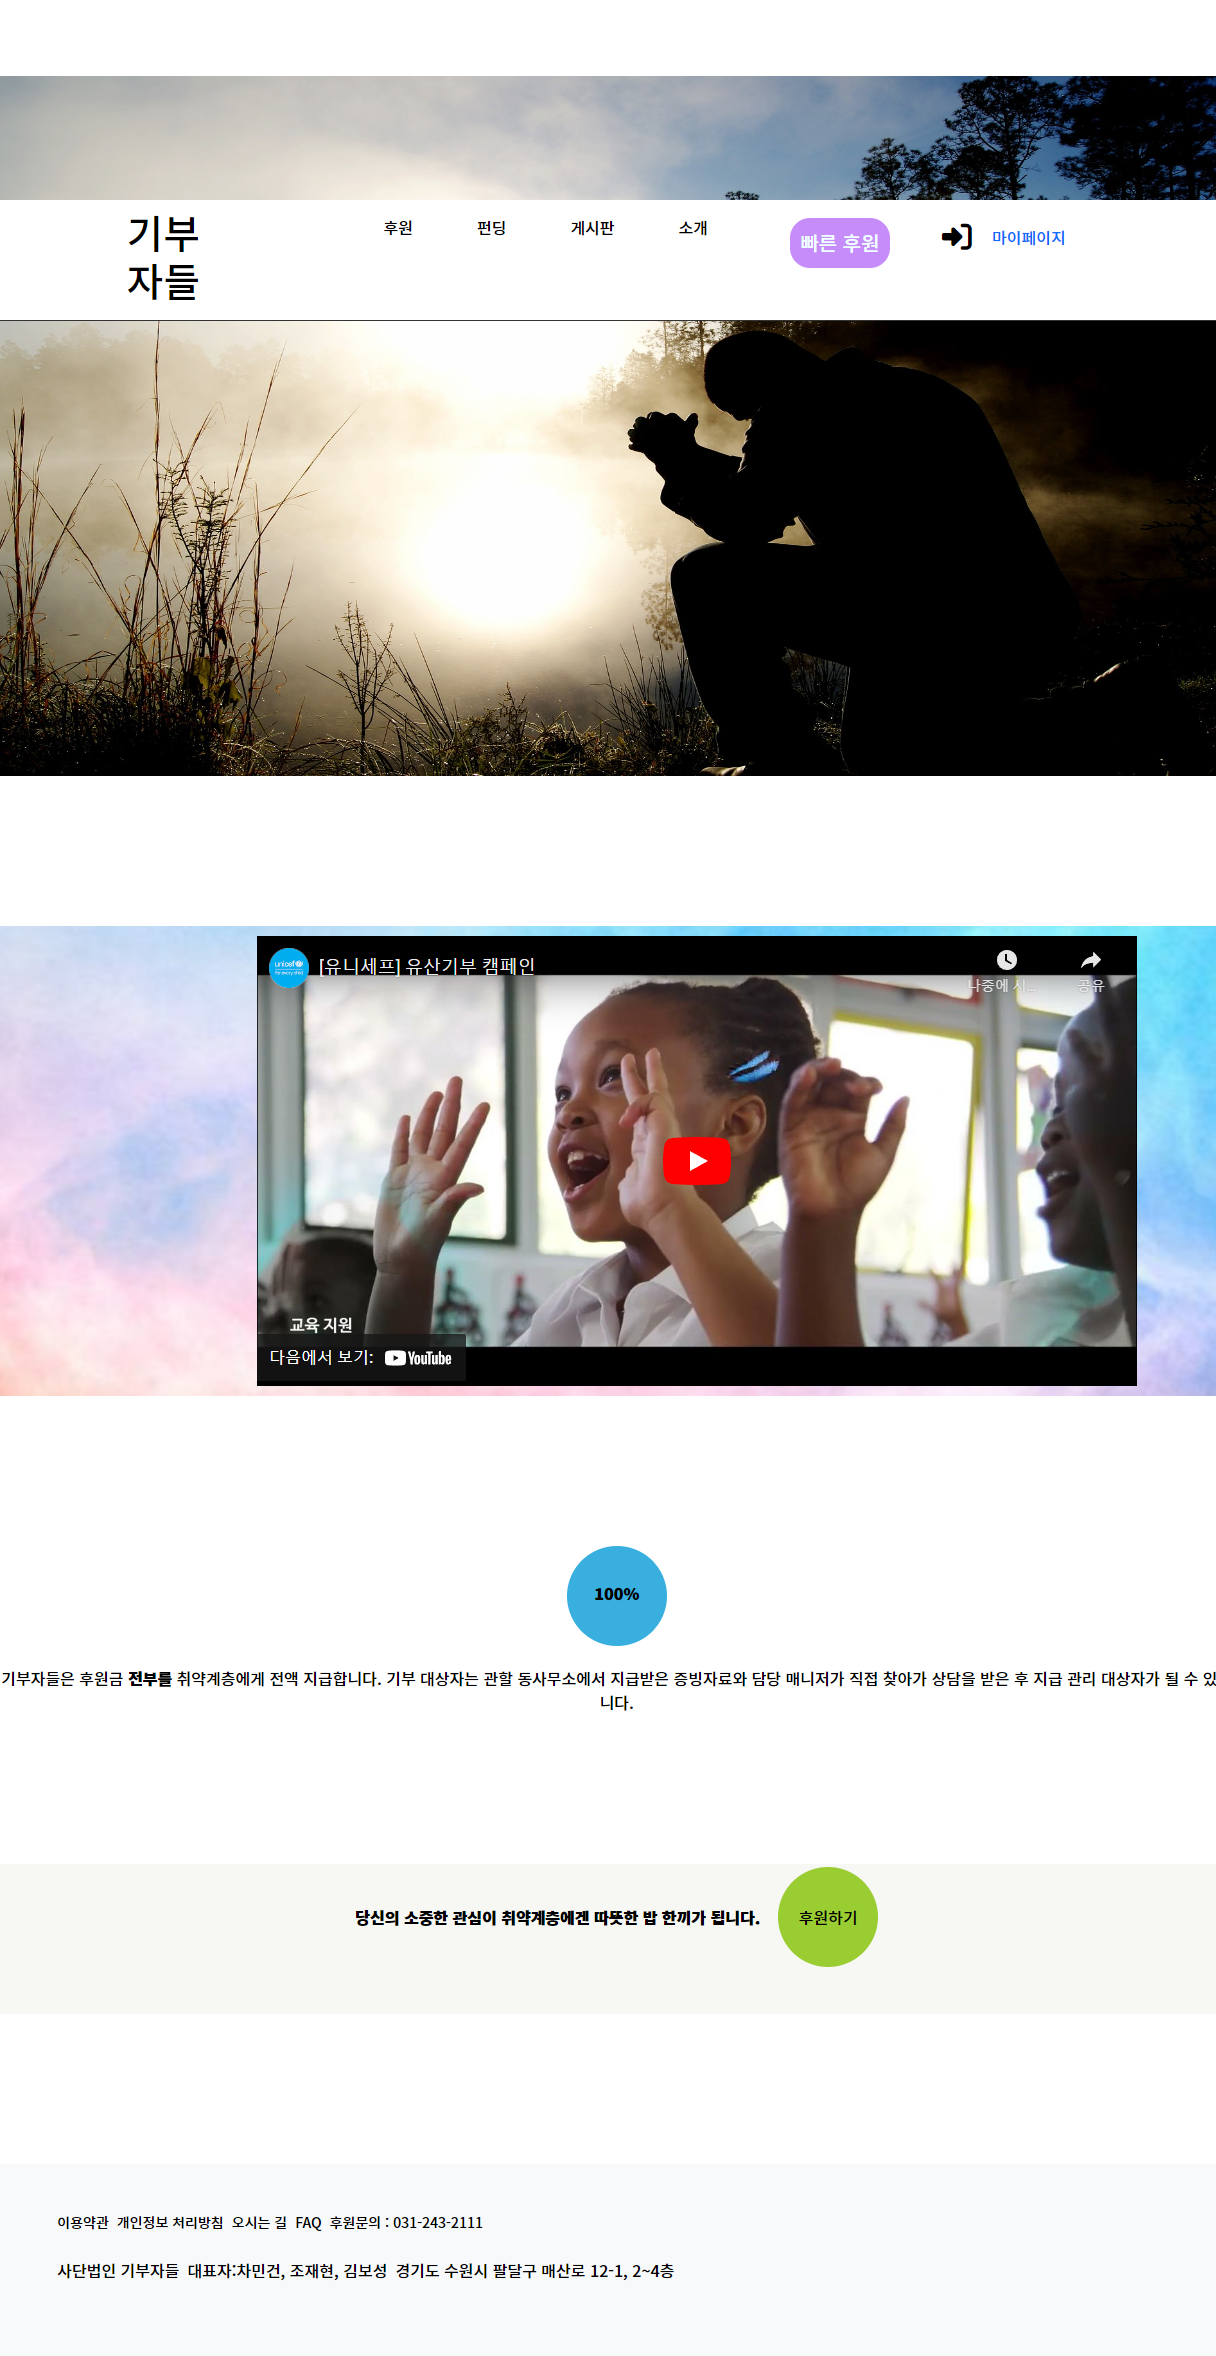 기부
자들
후원 펀딩 게시판 소개 빠른 후원 마이페이지
unicef
for every child
[유니세프] 유산기부 캠페인
나중에 시...
공유
교육 지원
다음에서 보기: YouTube
100%
기부자들은 후원금 전부를 취약계층에게 전액 지급합니다. 기부 대상자는 관할 동사무소에서 지급받은 증빙자료와 담당 매니저가 직접 찾아가 상담을 받은 후 지급 관리 대상자가 될 수 있
니다.
당신의 소중한 관심이 취약계층에겐 따뜻한 밥 한끼가 됩니다. 후원하기
이용약관 개인정보 처리방침 오시는 길 FAQ 후원문의 : 031-243-2111
사단법인 기부자들 대표자:차민건, 조재현, 김보성 경기도 수원시 팔달구 매산로 12-1, 2~4층